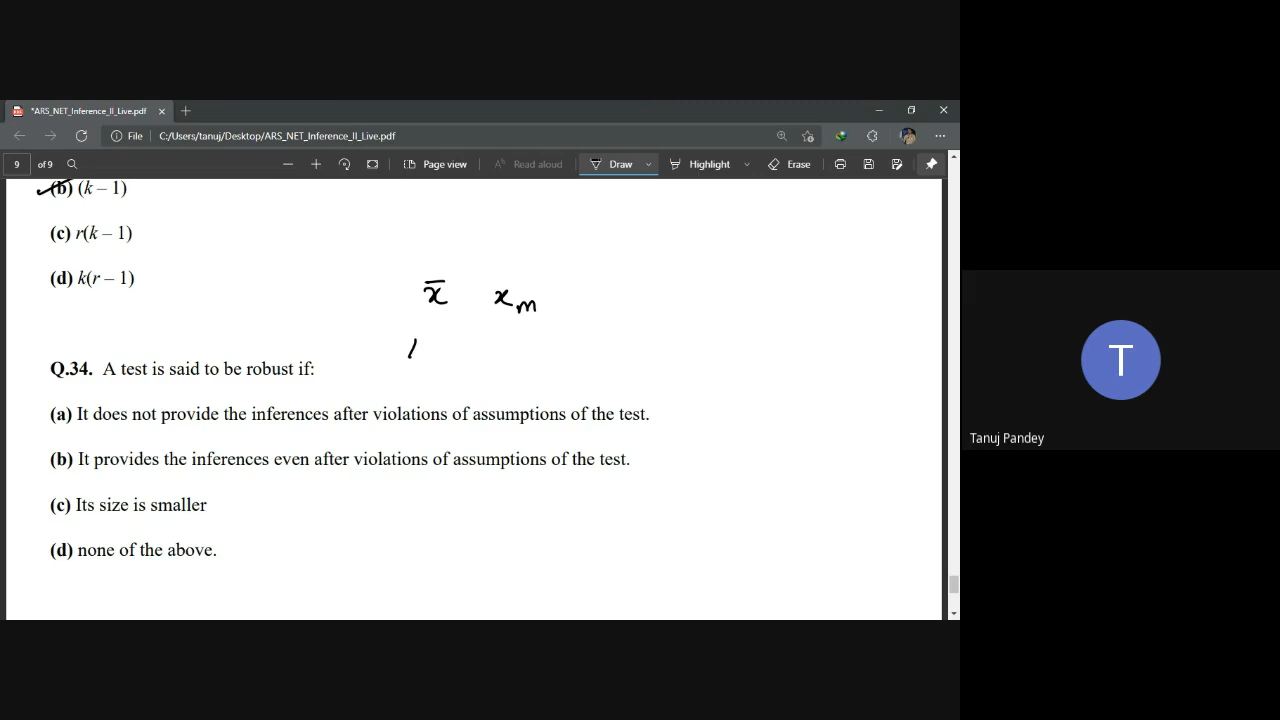 *ARS_NET_Inference_II_Live.pdf
File C:/Users/tanuj/Desktop/ARS_NET_Inference_II_Live.pdf
9 of 9 Page view Read aloud Draw Highlight Erase
(b) (k – 1)
(c) r(k – 1)
(d) k(r – 1)
x̄ xₘ
Q.34. A test is said to be robust if:
(a) It does not provide the inferences after violations of assumptions of the test.
(b) It provides the inferences even after violations of assumptions of the test.
(c) Its size is smaller
(d) none of the above.
T
Tanuj Pandey